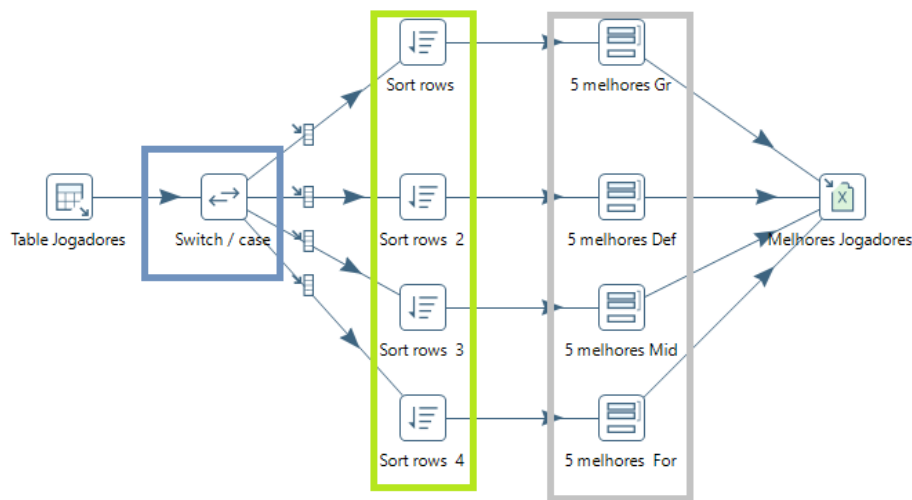 Sort rows
5 melhores Gr
Table Jogadores
Switch / case
Sort rows 2
5 melhores Def
Melhores Jogadores
Sort rows 3
5 melhores Mid
Sort rows 4
5 melhores For